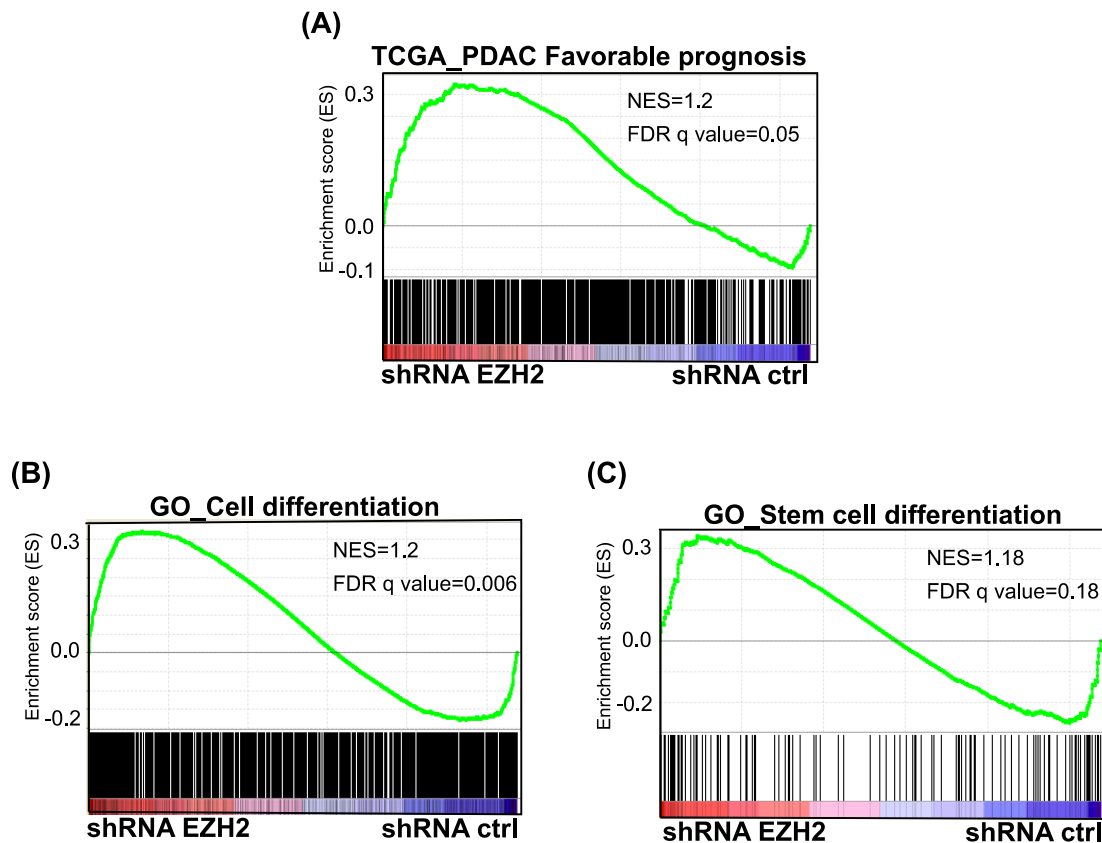 (A)
TCGA_PDAC Favorable prognosis
Enrichment score (ES)
0.3
0.0
-0.1
NES=1.2
FDR q value=0.05
shRNA EZH2 shRNA ctrl
(B)
GO_Cell differentiation
Enrichment score (ES)
0.3
0.0
-0.2
NES=1.2
FDR q value=0.006
shRNA EZH2 shRNA ctrl
(C)
GO_Stem cell differentiation
Enrichment score (ES)
0.3
0.0
-0.2
NES=1.18
FDR q value=0.18
shRNA EZH2 shRNA ctrl